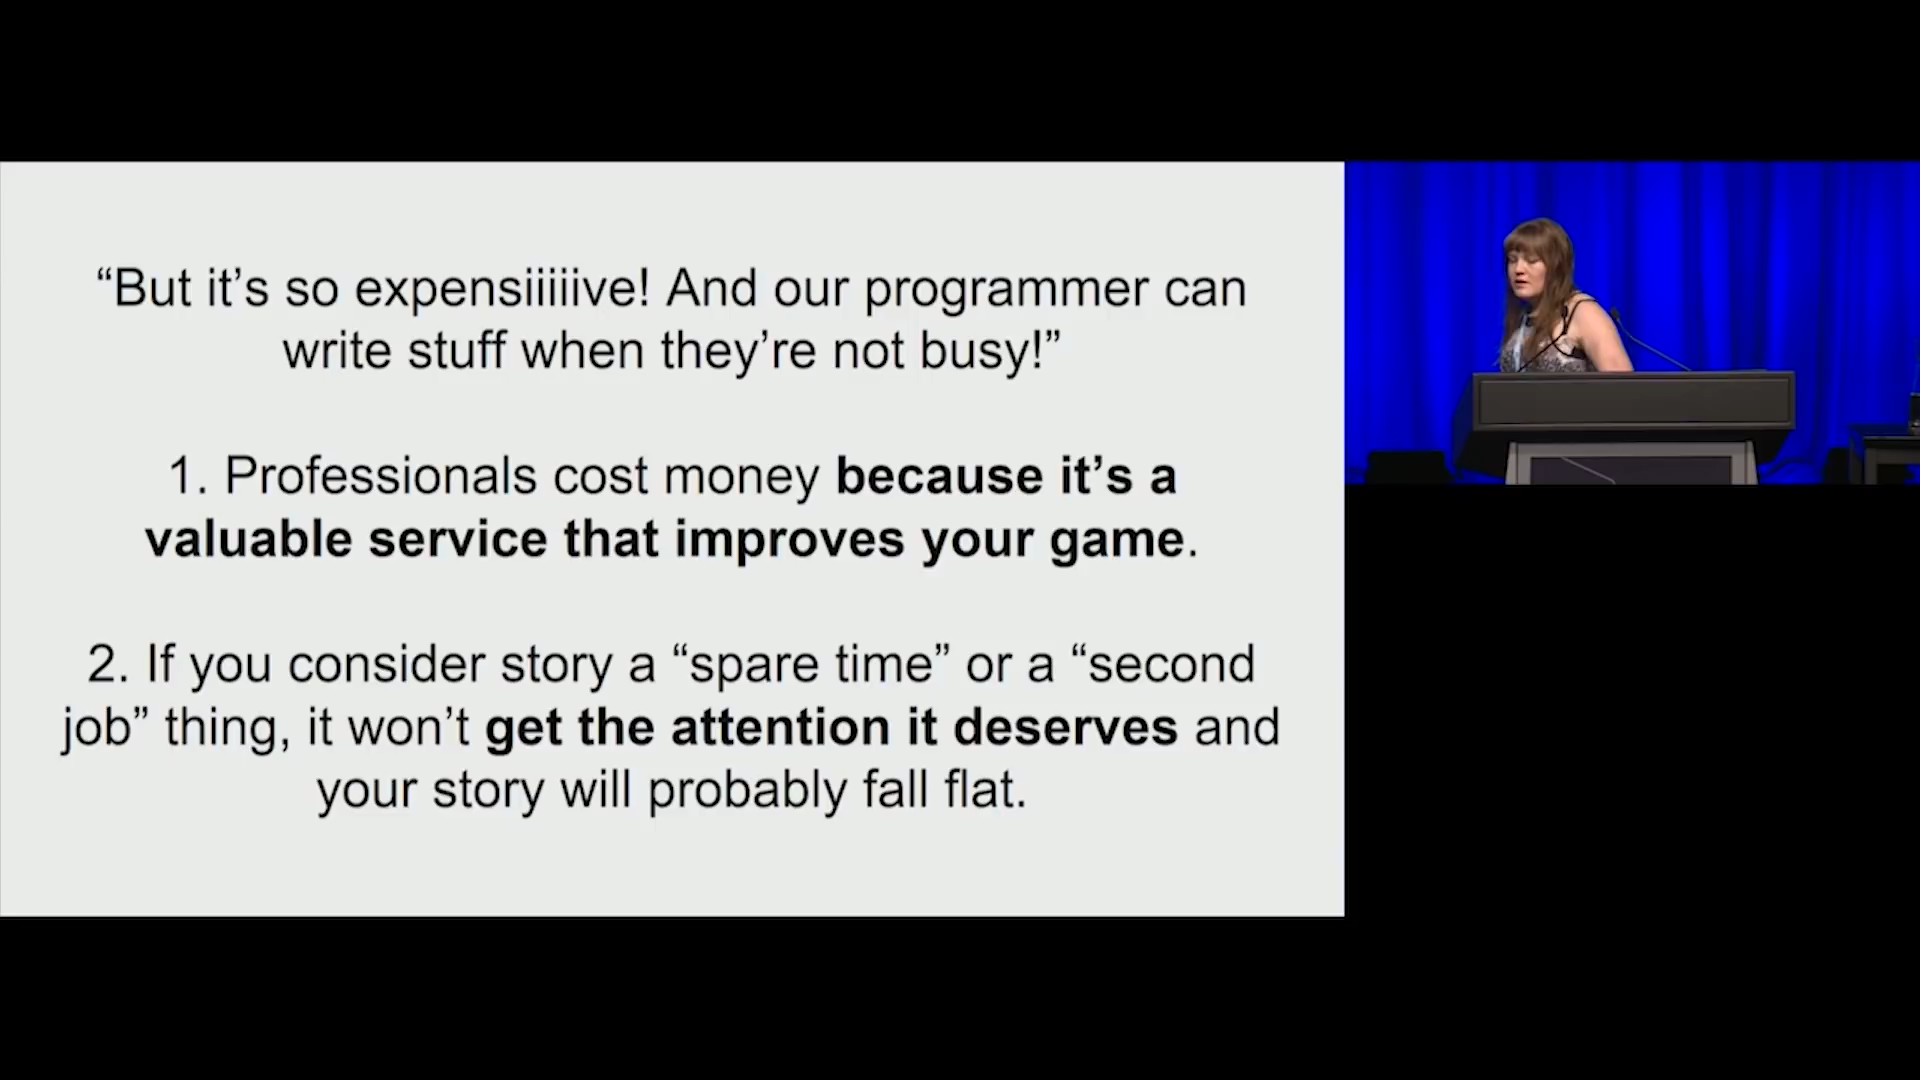 “But it’s so expensiiiiive! And our programmer can
write stuff when they’re not busy!”
1. Professionals cost money because it’s a
valuable service that improves your game.
2. If you consider story a “spare time” or a “second
job” thing, it won’t get the attention it deserves and
your story will probably fall flat.